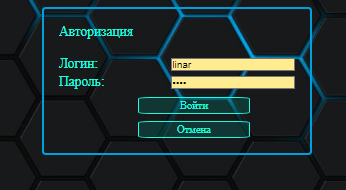 Авторизация
Логин: linar
Пароль: ••••
Войти
Отмена